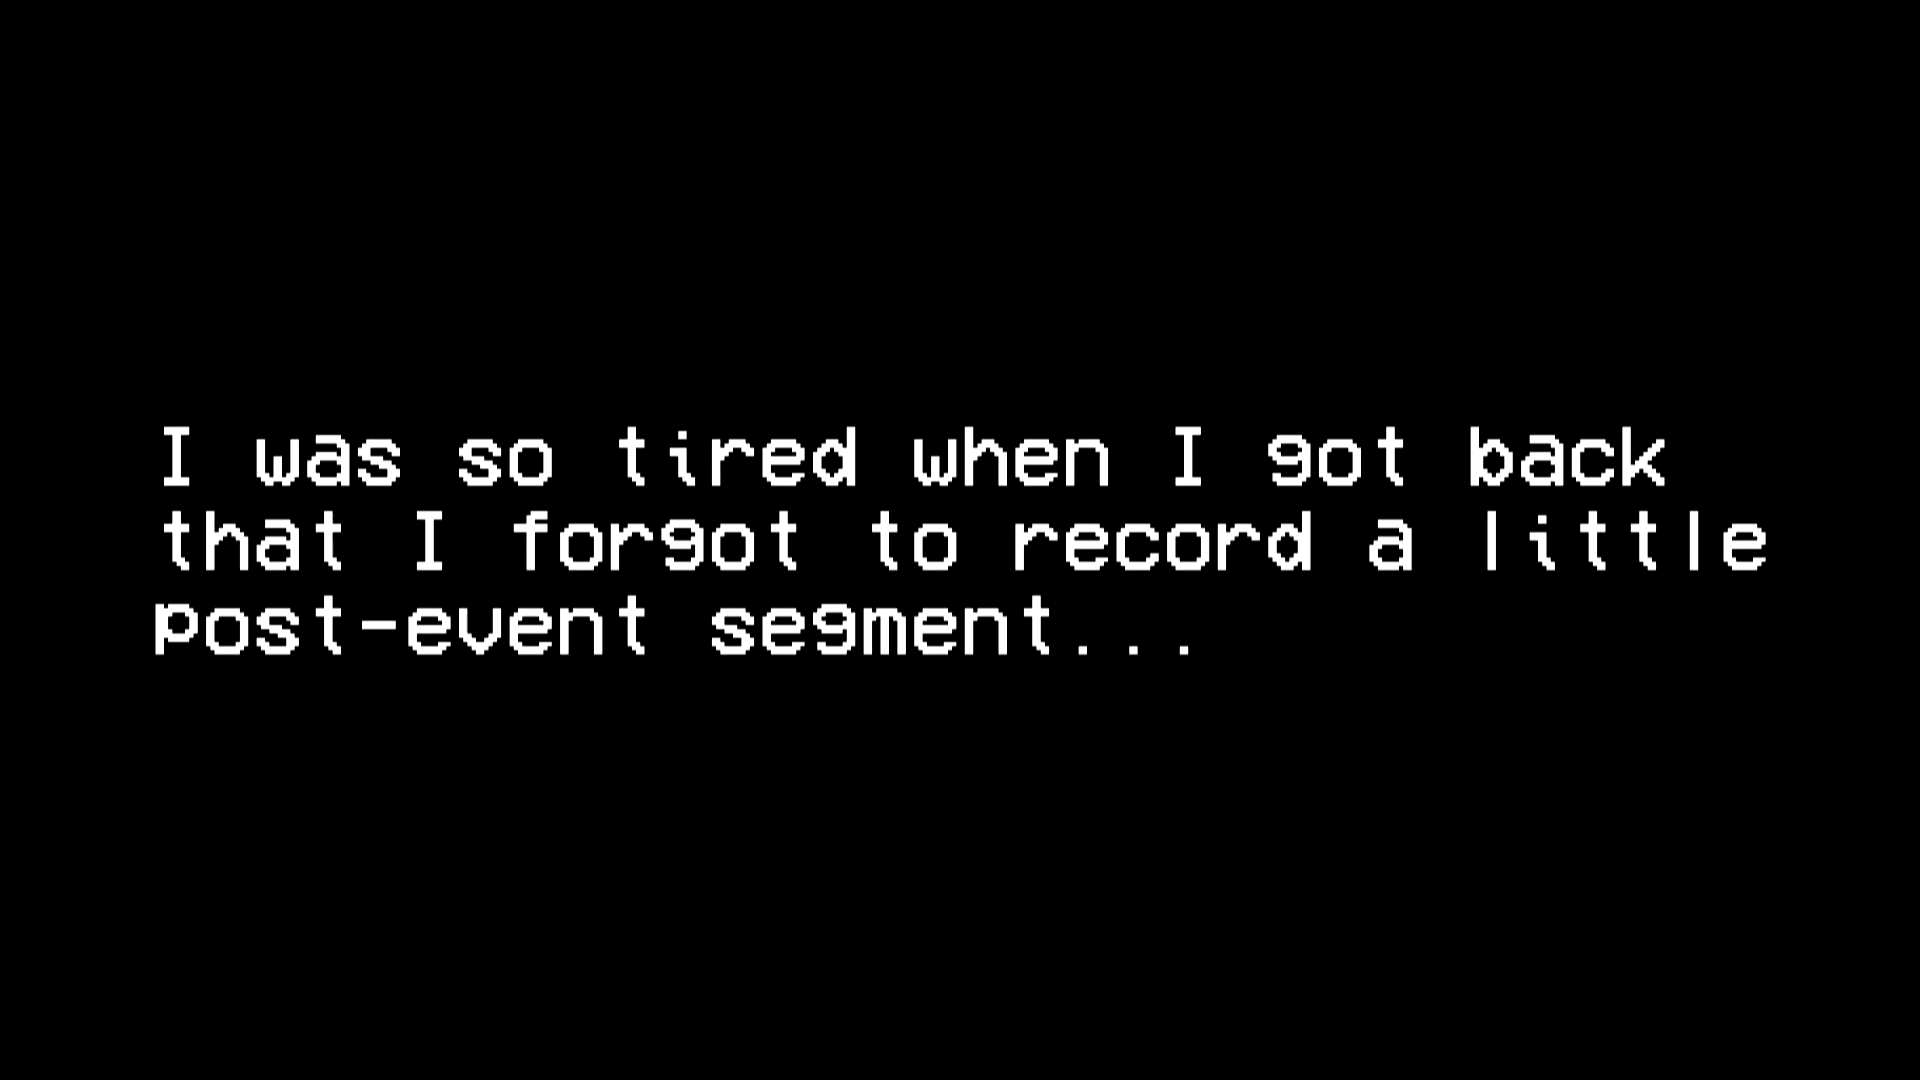 I was so tired when I got back
that I forgot to record a little
post-event segment...